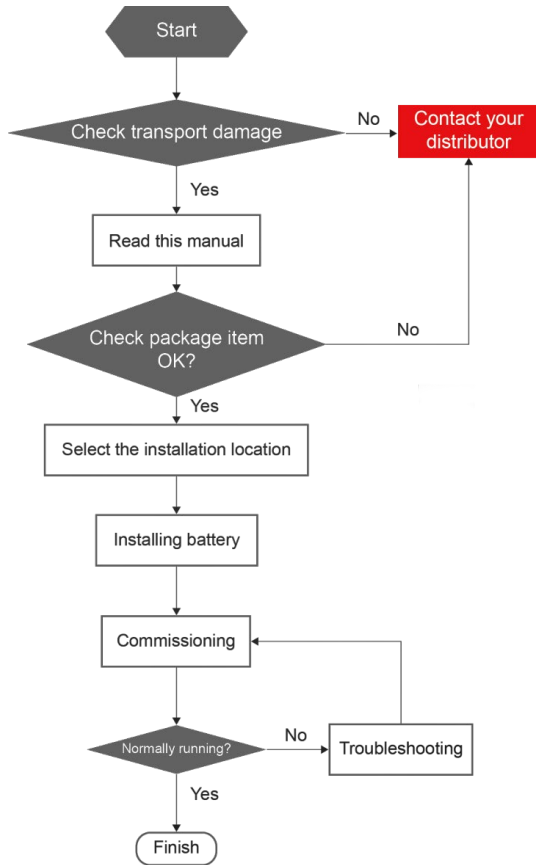 Start
Check transport damage
No
Contact your
distributor
Yes
Read this manual
Check package item
OK?
No
Yes
Select the installation location
Installing battery
Commissioning
Normally running?
No
Troubleshooting
Yes
Finish